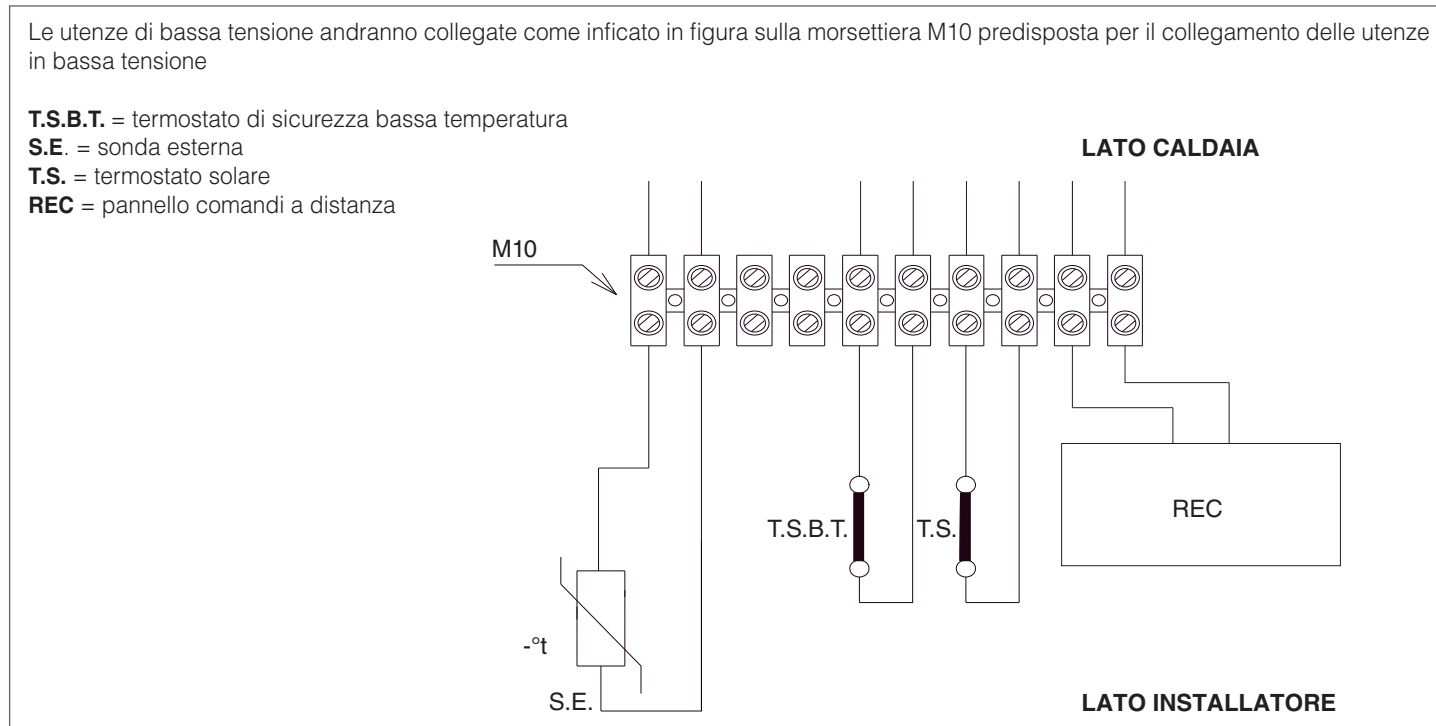 Le utenze di bassa tensione andranno collegate come inficato in figura sulla morsettiera M10 predisposta per il collegamento delle utenze
in bassa tensione
T.S.B.T. = termostato di sicurezza bassa temperatura
S.E. = sonda esterna
T.S. = termostato solare
REC = pannello comandi a distanza
LATO CALDAIA
M10
T.S.B.T.
T.S.
REC
-°t
S.E.
LATO INSTALLATORE